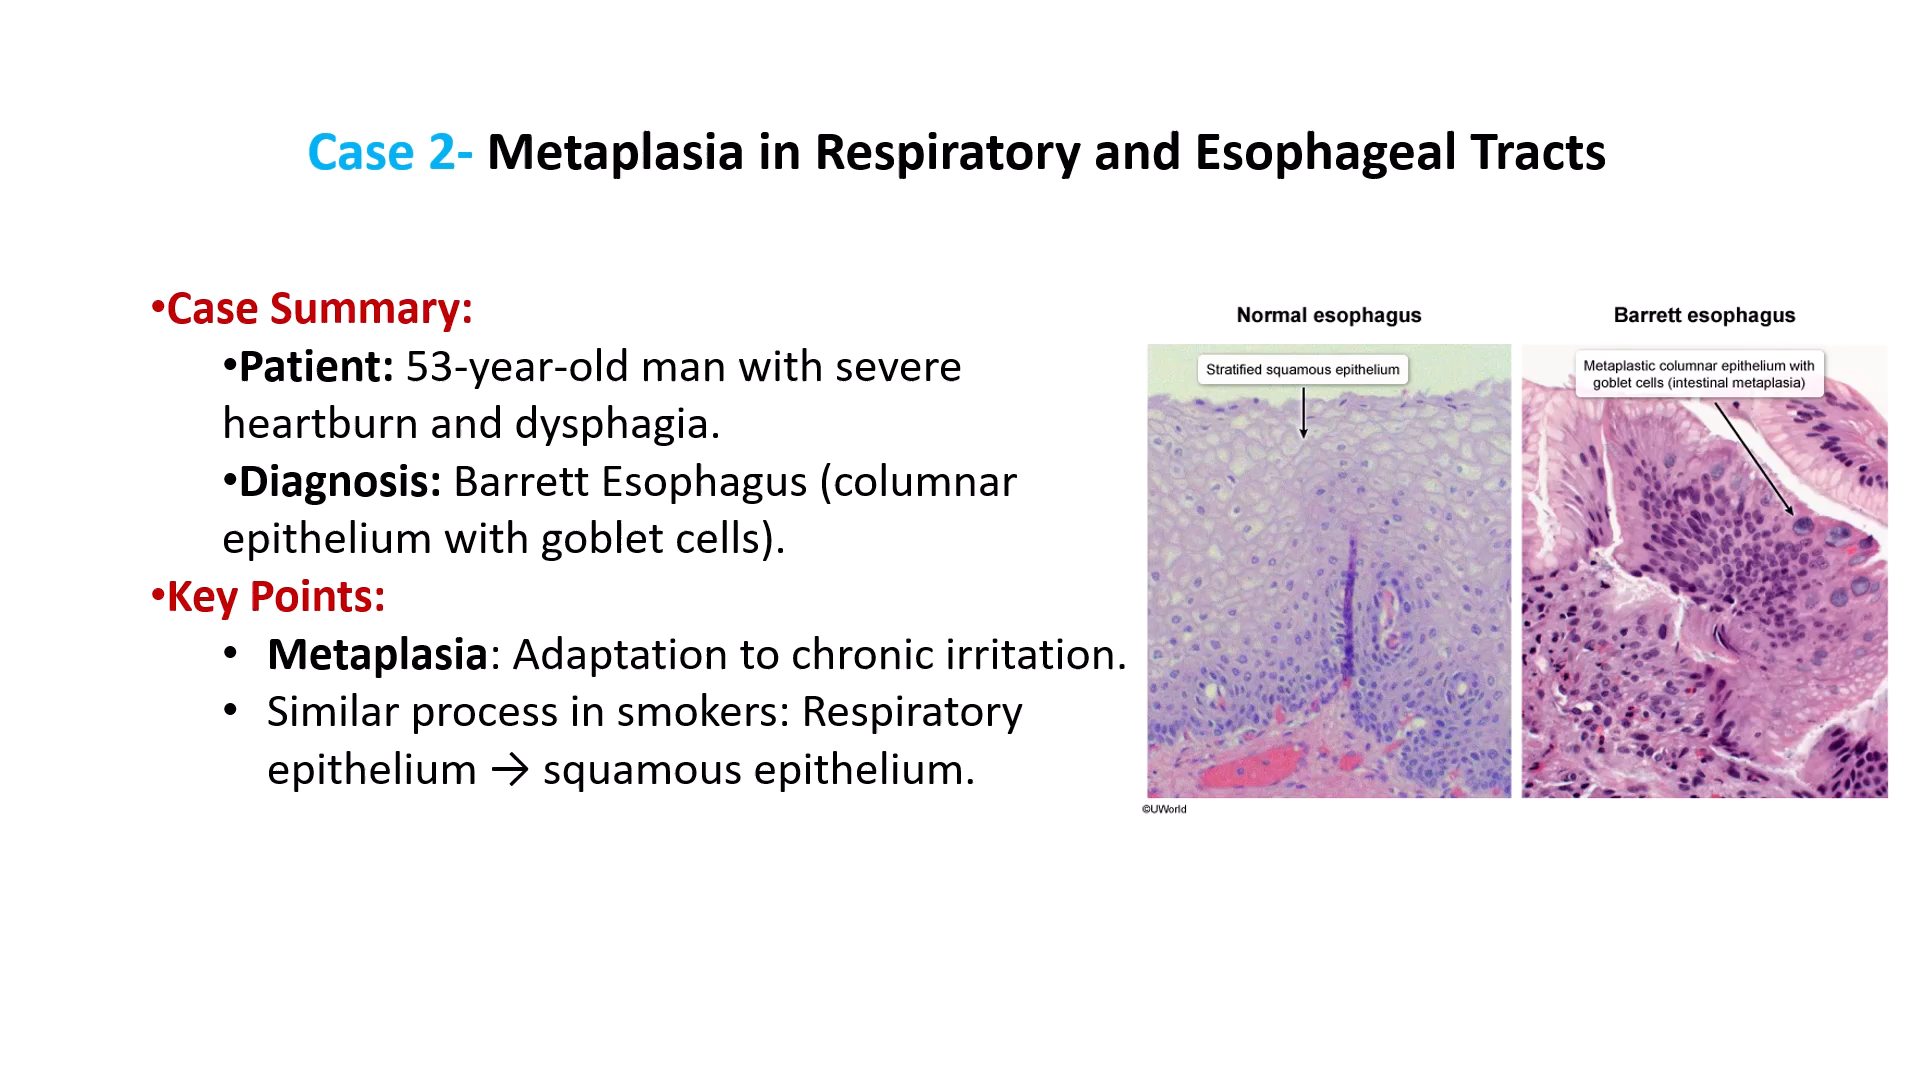 Case 2- Metaplasia in Respiratory and Esophageal Tracts
•Case Summary:
•Patient: 53-year-old man with severe
heartburn and dysphagia.
•Diagnosis: Barrett Esophagus (columnar
epithelium with goblet cells).
•Key Points:
• Metaplasia: Adaptation to chronic irritation.
• Similar process in smokers: Respiratory
epithelium → squamous epithelium.
Normal esophagus
Stratified squamous epithelium
Barrett esophagus
Metaplastic columnar epithelium with
goblet cells (intestinal metaplasia)
©UWorld